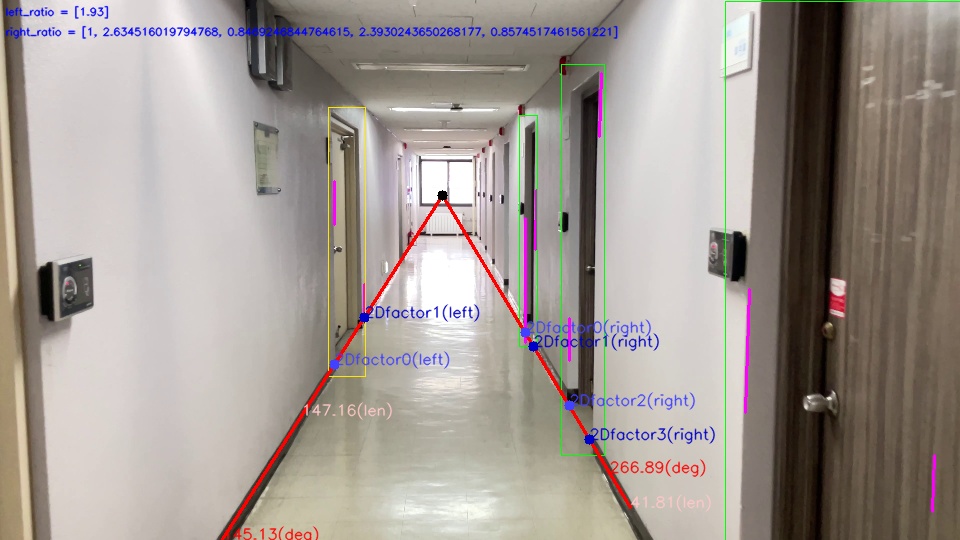 left_ratio = [1.93]
right_ratio = [1, 2.634516019794768, 0.8489246844764615, 2.3930243650268177, 0.8574517461561221]
2Dfactor1(left)
2Dfactor0(right)
2Dfactor1(right)
2Dfactor0(left)
2Dfactor2(right)
147.16(len)
2Dfactor3(right)
266.89(deg)
41.81(len)
45.13(deg)